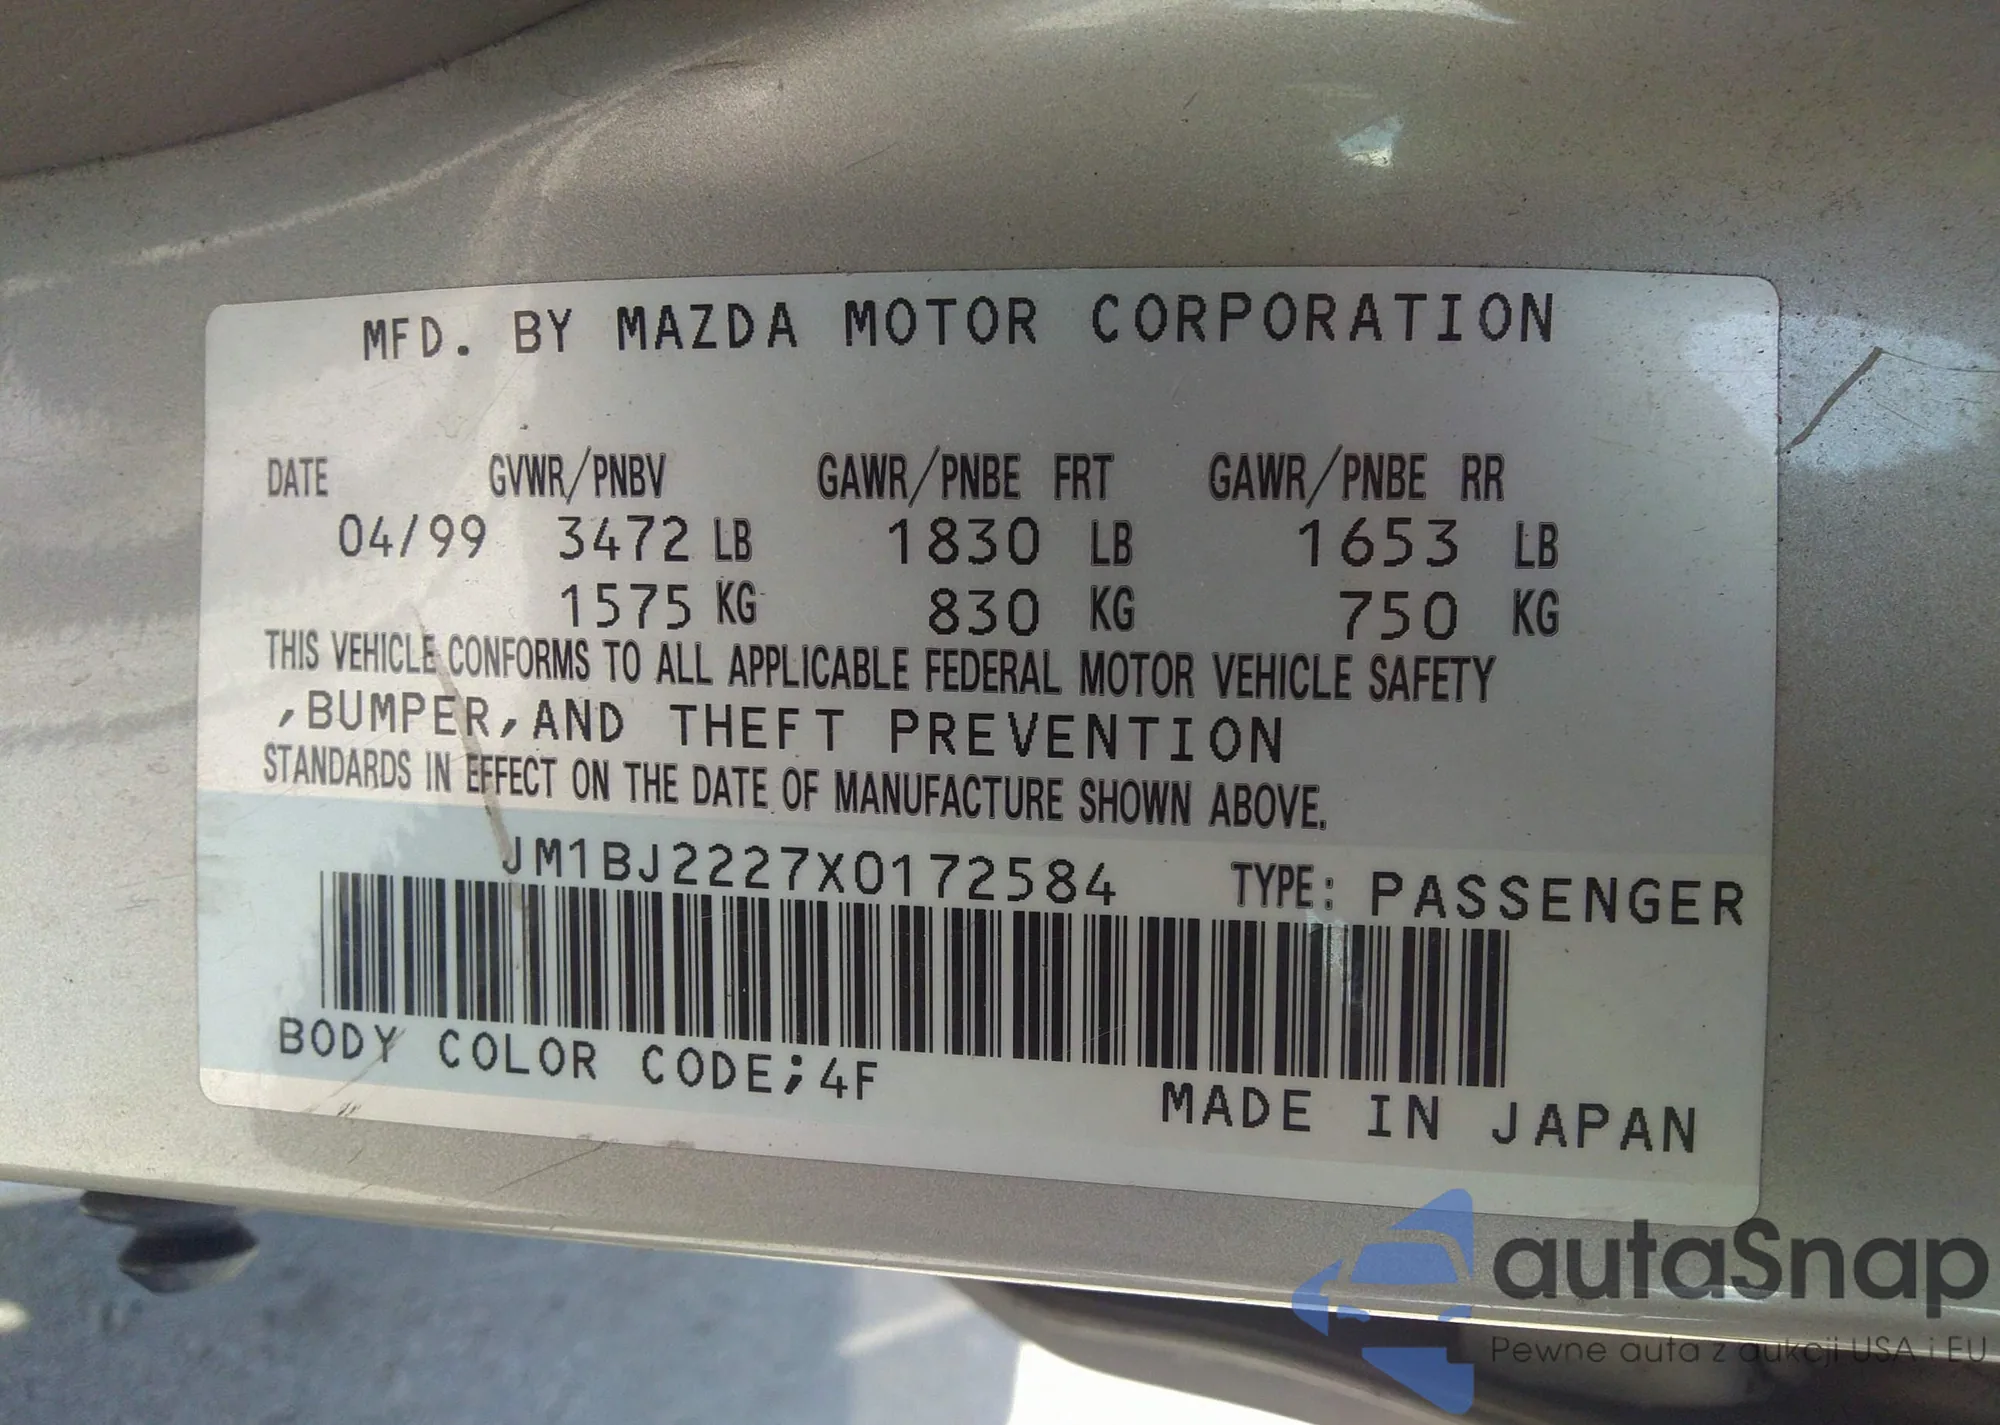 MFD. BY MAZDA MOTOR CORPORATION
DATE GVWR/PNBV GAWR/PNBE FRT GAWR/PNBE RR
04/99 3472 LB 1830 LB 1653 LB
1575 KG 830 KG 750 KG
THIS VEHICLE CONFORMS TO ALL APPLICABLE FEDERAL MOTOR VEHICLE SAFETY
,BUMPER,AND THEFT PREVENTION
STANDARDS IN EFFECT ON THE DATE OF MANUFACTURE SHOWN ABOVE.
JM1BJ2227X0172584 TYPE: PASSENGER
BODY COLOR CODE;4F
MADE IN JAPAN
autaSnap
Pewne auta z aukcji USA i EU